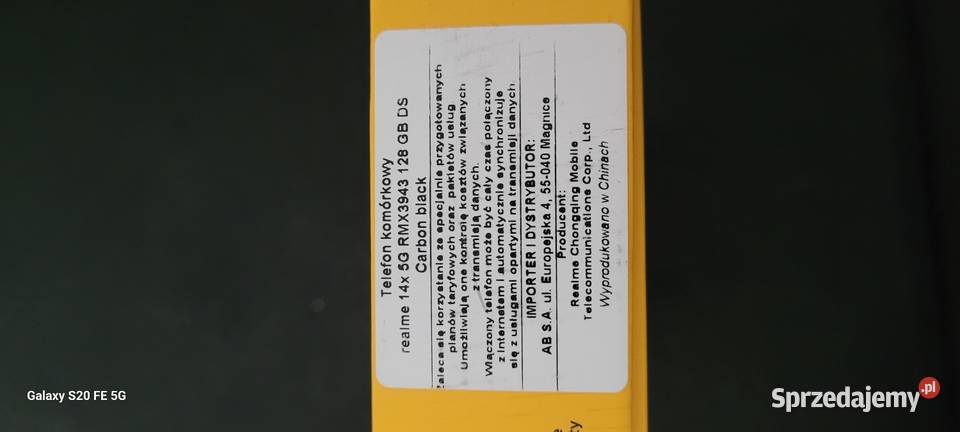 Telefon komórkowy
realme 14x 5G RMX3943 128 GB DS
Carbon black
Zaleca się korzystanie ze specjalnie przygotowanych
planów taryfowych oraz pakietów usług
Umożliwiają one kontrolę kosztów związanych
z transmisją danych.
Włączony telefon może być cały czas połączony
z Internetem i automatycznie synchronizuje
się z usługami opartymi na transmisji danych
IMPORTER I DYSTRYBUTOR:
AB S.A. ul. Europejska 4, 55-040 Magnice
Producent:
Realme Chongqing Mobile
Telecommunications Corp., Ltd
Wyprodukowano w Chinach
Galaxy S20 FE 5G
Sprzedajemy.pl